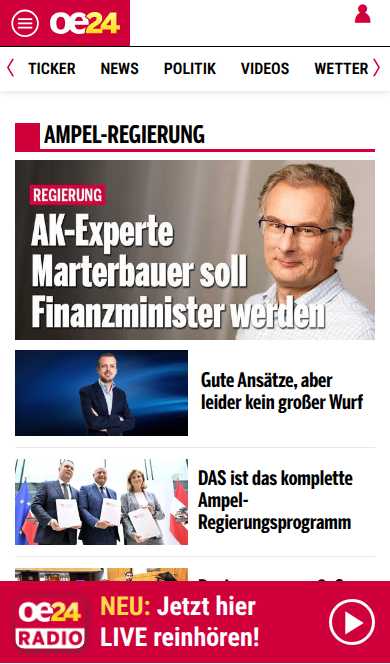 oe24
TICKER NEWS POLITIK VIDEOS WETTER
AMPEL-REGIERUNG
REGIERUNG
AK-Experte
Marterbauer soll
Finanzminister werden
Gute Ansätze, aber
leider kein großer Wurf
DAS ist das komplette
Ampel-
Regierungsprogramm
oe24
RADIO
NEU: Jetzt hier
LIVE reinhören!